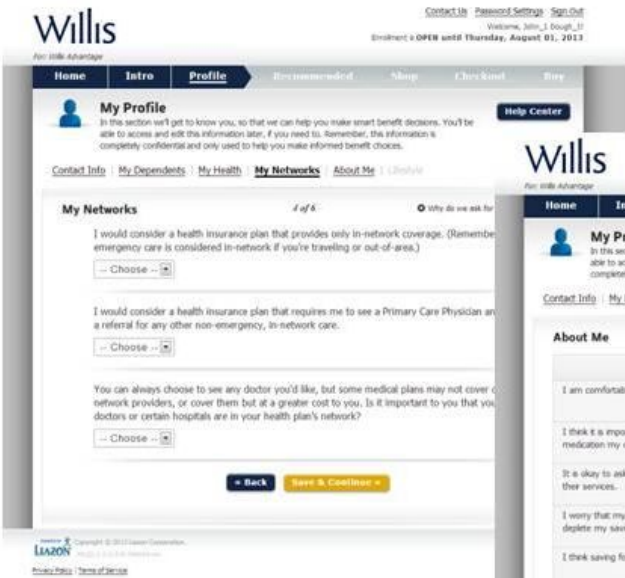 Willis
For: Willis Advantage
Contact Us Password Settings Sign Out
Welcome, John_1 Dough_1!
Enrollment is OPEN until Thursday, August 01, 2013
Home Intro Profile Recommended Shop Checkout Buy
My Profile
In this section we'll get to know you, so that we can help you make smart benefit decisions. You'll be
able to access and edit this information later, if you need to. Remember, this information is
completely confidential and only used to help you make informed benefit choices.
Help Center
Contact Info | My Dependents | My Health | My Networks | About Me | Lifestyle
My Networks
4 of 6
Why do we ask for
I would consider a health insurance plan that provides only in-network coverage. (Remembe
emergency care is considered in-network if you're traveling or out-of-area.)
-- Choose --
I would consider a health insurance plan that requires me to see a Primary Care Physician an
a referral for any other non-emergency, in-network care.
-- Choose --
You can always choose to see any doctor you'd like, but some medical plans may not cover
network providers, or cover them but at a greater cost to you. Is it important to you that you
doctors or certain hospitals are in your health plan's network?
-- Choose --
« Back
Save & Continue »
LIAZON
Copyright © 2013 Liazon Corporation.
Privacy Policy | Terms of Service
Willis
For: Willis Advantage
Home
My Pr
In this sec
able to ac
complete
Contact Info | My
About Me
I am comfortab
I think it is impo
medication my
It is okay to ask
their services.
I worry that my
deplete my savi
I think saving fo